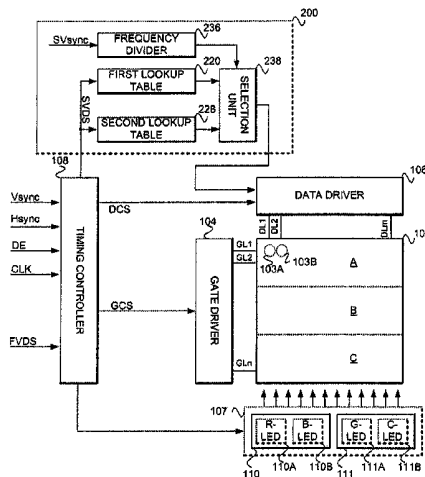 200
SVsync
FREQUENCY
DIVIDER
236
FIRST LOOKUP
TABLE
220
SELECTION
UNIT
238
SVDS
SECOND LOOKUP
TABLE
228
108
Vsync
Hsync
DE
CLK
FVDS
TIMING CONTROLLER
DCS
GCS
DATA DRIVER
106
DL1
DL2
DLm
104
GATE DRIVER
GL1
GL2
GLn
103A
103B
A
B
C
107
R-
LED
B-
LED
G-
LED
C-
LED
110
110A
110B
111
111A
111B